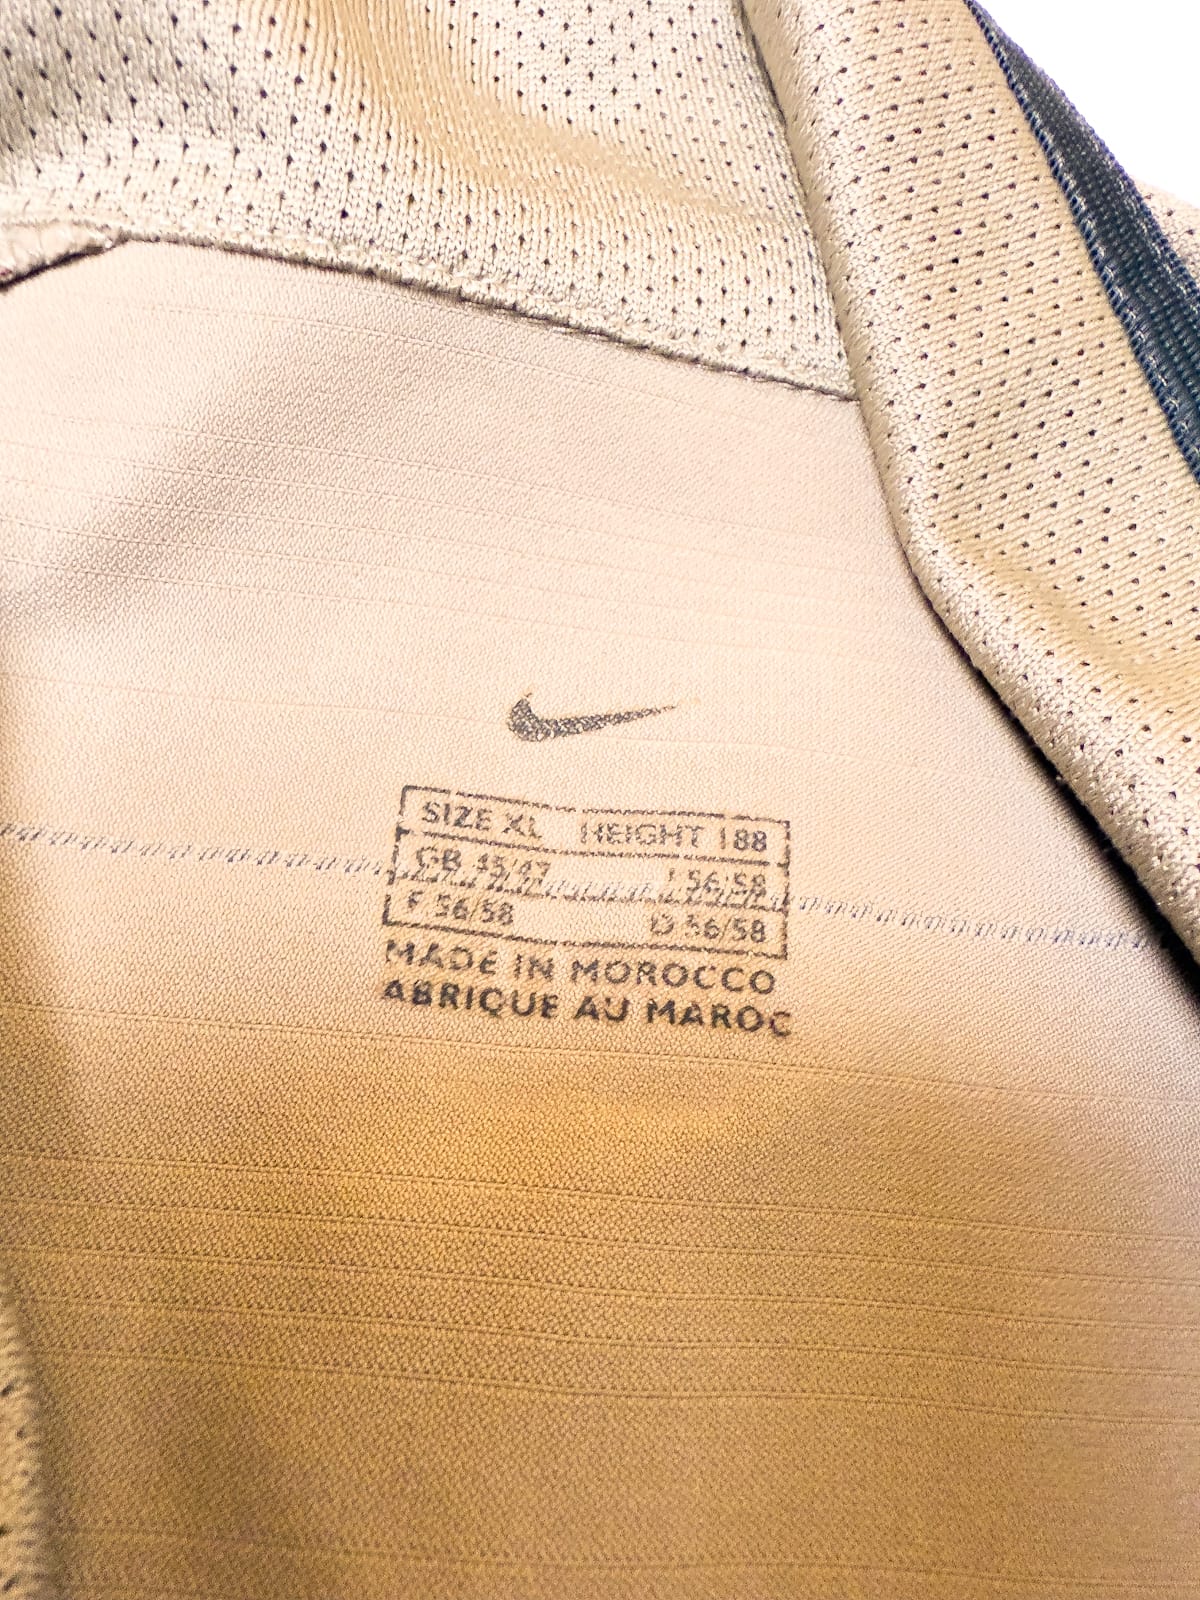 SIZE XL HEIGHT 188
GB 45/47 I 56/58
F 56/58 D 56/58
MADE IN MOROCCO
ABRIQUE AU MAROC